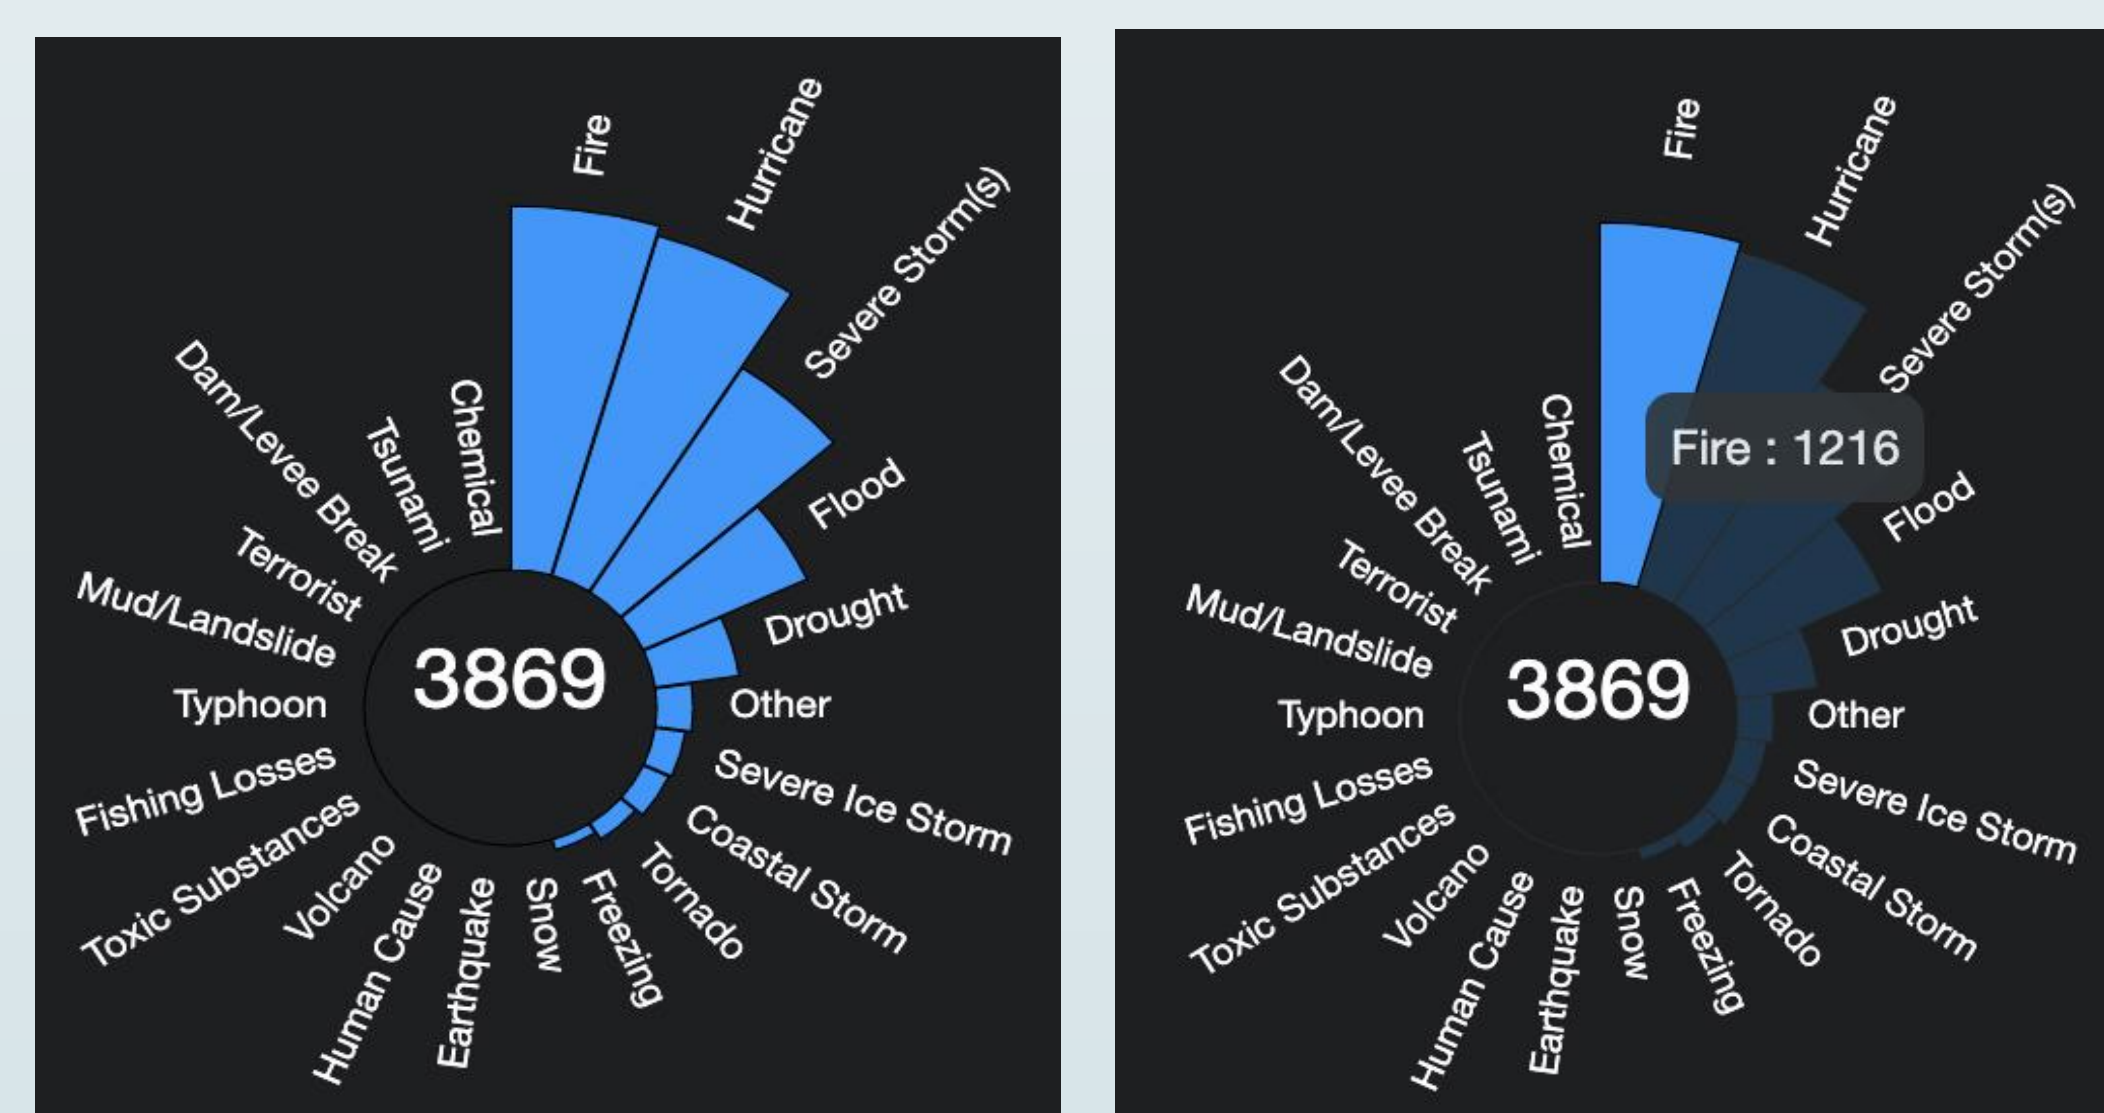 Fire
Hurricane
Severe Storm(s)
Flood
Drought
Other
Severe Ice Storm
Coastal Storm
Tornado
Freezing
Snow
Earthquake
Human Cause
Volcano
Toxic Substances
Fishing Losses
Typhoon
Mud/Landslide
Terrorist
Dam/Levee Break
Tsunami
Chemical
3869
Fire
Hurricane
Severe Storm(s)
Fire : 1216
Flood
Drought
Other
Severe Ice Storm
Coastal Storm
Tornado
Freezing
Snow
Earthquake
Human Cause
Volcano
Toxic Substances
Fishing Losses
Typhoon
Mud/Landslide
Terrorist
Dam/Levee Break
Tsunami
Chemical
3869